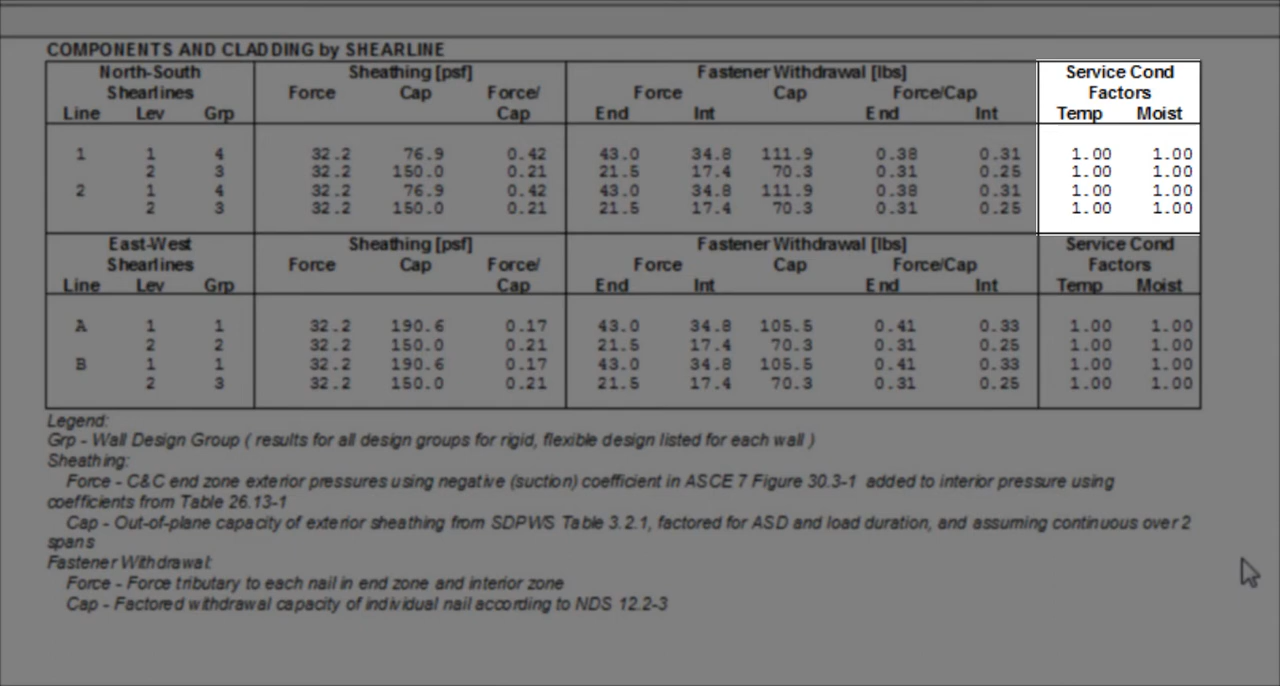 COMPONENTS AND CLADDING by SHEARLINE
North-South Sheathing [psf] Fastener Withdrawal [lbs] Service Cond
Shearlines Force Cap Force/ Force Cap Force/Cap Factors
Line Lev Grp Cap End Int End Int Temp Moist
1 1 4 32.2 76.9 0.42 43.0 34.8 111.9 0.38 0.31 1.00 1.00
2 3 32.2 150.0 0.21 21.5 17.4 70.3 0.31 0.25 1.00 1.00
2 1 4 32.2 76.9 0.42 43.0 34.8 111.9 0.38 0.31 1.00 1.00
2 3 32.2 150.0 0.21 21.5 17.4 70.3 0.31 0.25 1.00 1.00
East-West Sheathing [psf] Fastener Withdrawal [lbs] Service Cond
Shearlines Force Cap Force/ Force Cap Force/Cap Factors
Line Lev Grp Cap End Int End Int Temp Moist
A 1 1 32.2 190.6 0.17 43.0 34.8 105.5 0.41 0.33 1.00 1.00
2 2 32.2 150.0 0.21 21.5 17.4 70.3 0.31 0.25 1.00 1.00
B 1 1 32.2 190.6 0.17 43.0 34.8 105.5 0.41 0.33 1.00 1.00
2 3 32.2 150.0 0.21 21.5 17.4 70.3 0.31 0.25 1.00 1.00
Legend:
Grp - Wall Design Group ( results for all design groups for rigid, flexible design listed for each wall )
Sheathing:
Force - C&C end zone exterior pressures using negative (suction) coefficient in ASCE 7 Figure 30.3-1 added to interior pressure using
coefficients from Table 26.13-1
Cap - Out-of-plane capacity of exterior sheathing from SDPWS Table 3.2.1, factored for ASD and load duration, and assuming continuous over 2
spans
Fastener Withdrawal:
Force - Force tributary to each nail in end zone and interior zone
Cap - Factored withdrawal capacity of individual nail according to NDS 12.2-3